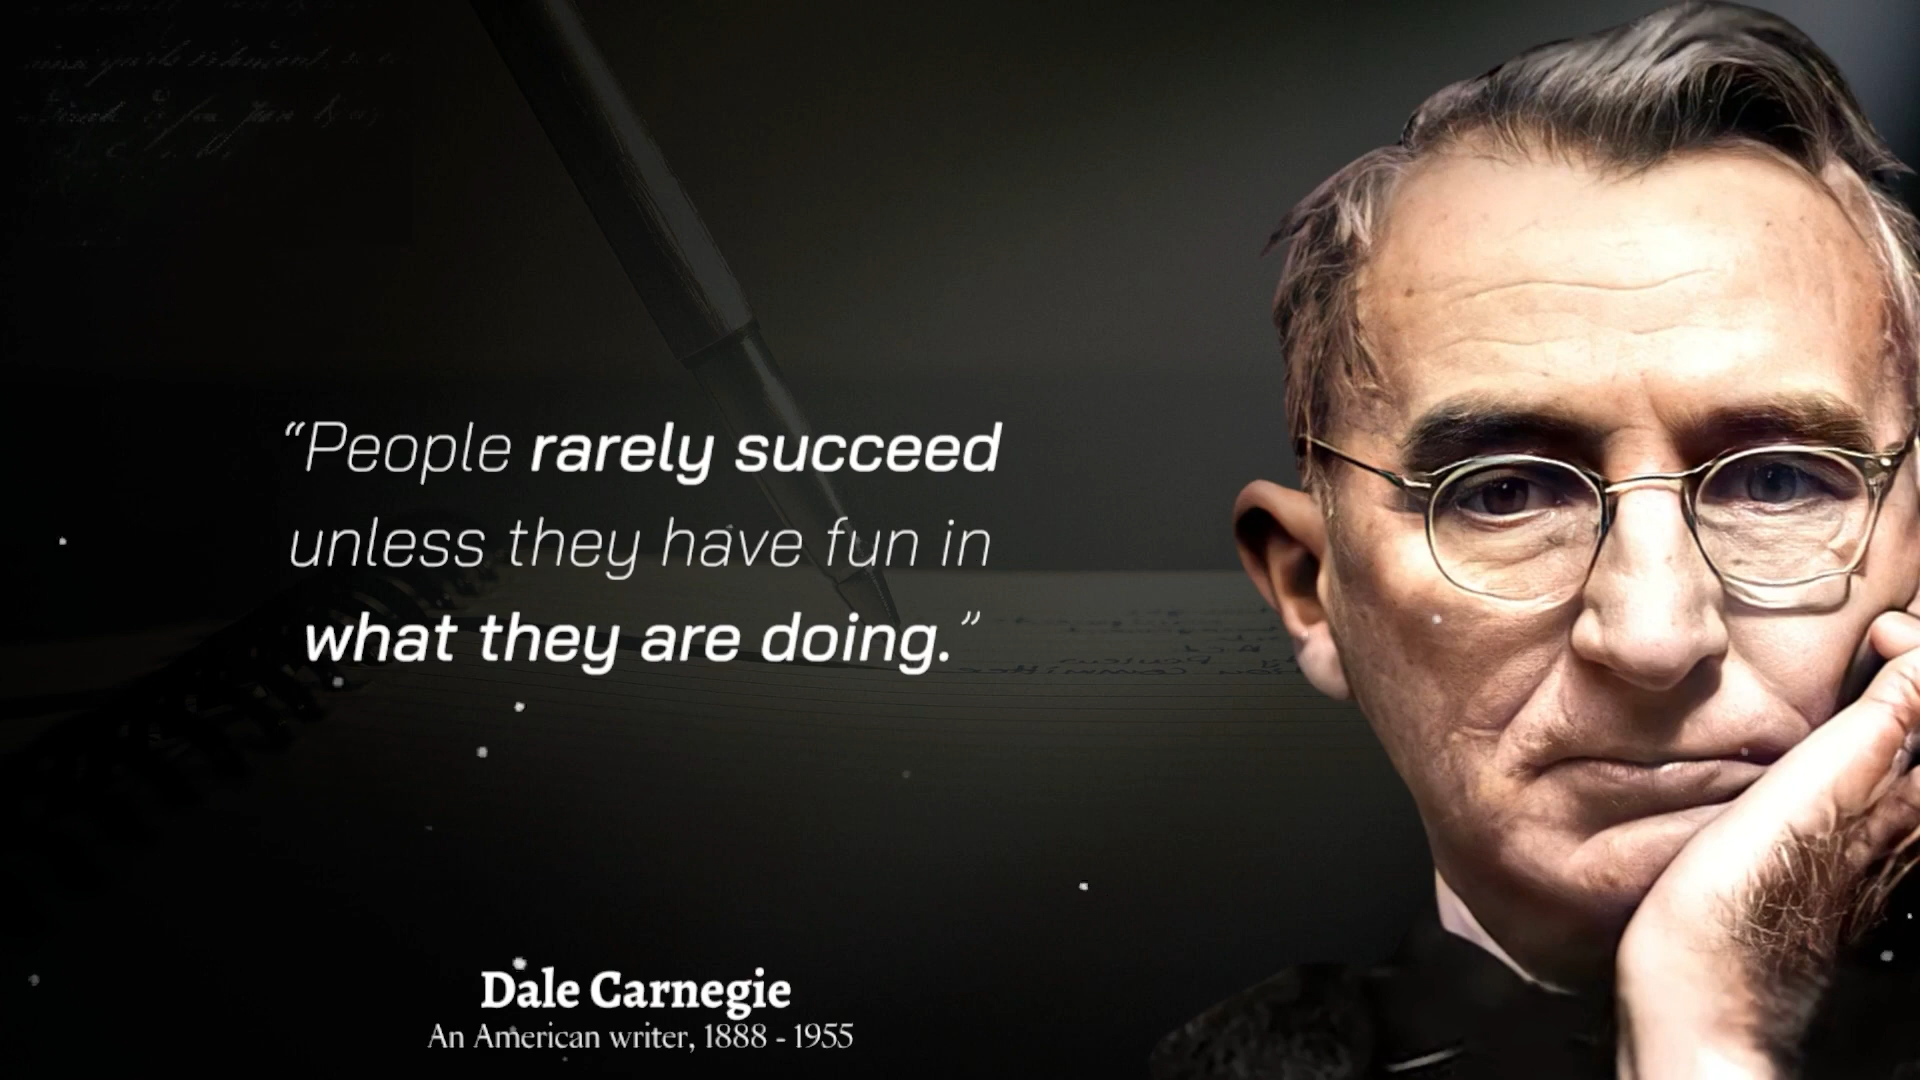 “People rarely succeed
unless they have fun in
what they are doing.”
Dale Carnegie
An American writer, 1888 - 1955